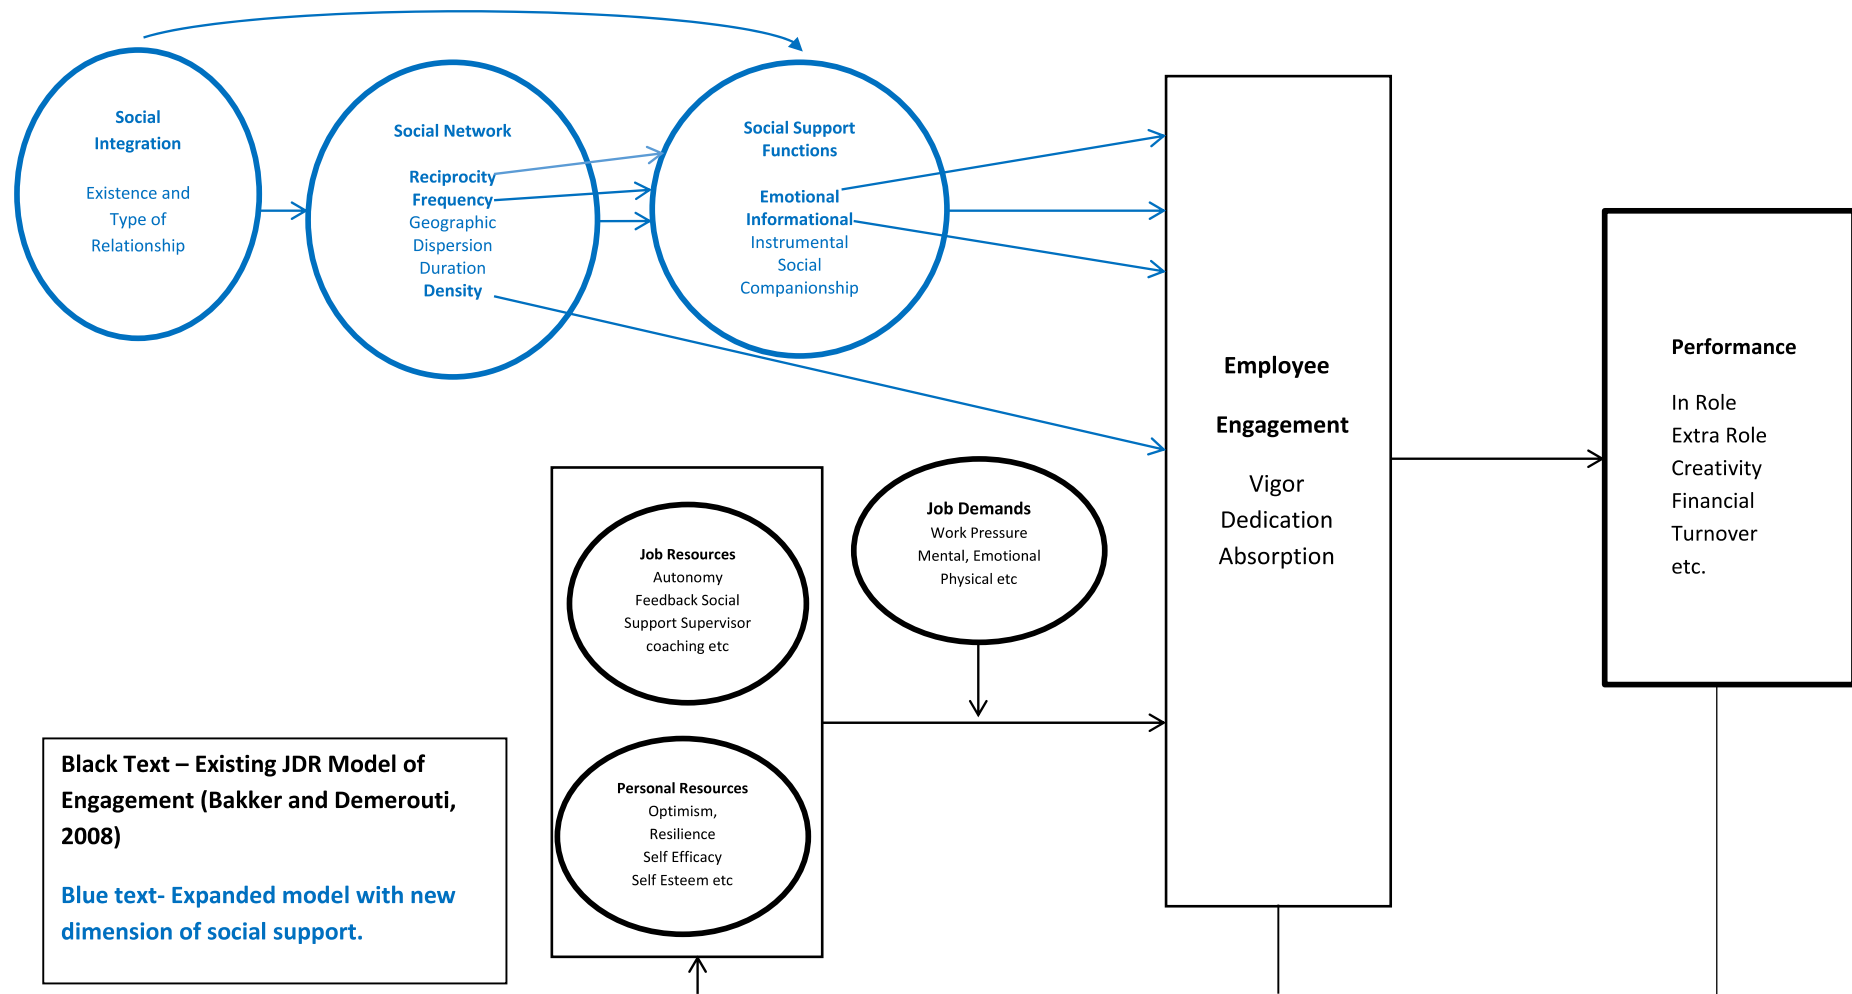 Social
Integration
Existence and
Type of
Relationship
Social Network
Reciprocity
Frequency
Geographic
Dispersion
Duration
Density
Social Support
Functions
Emotional
Informational
Instrumental
Social
Companionship
Employee
Engagement
Vigor
Dedication
Absorption
Performance
In Role
Extra Role
Creativity
Financial
Turnover
etc.
Job Demands
Work Pressure
Mental, Emotional
Physical etc
Job Resources
Autonomy
Feedback Social
Support Supervisor
coaching etc
Personal Resources
Optimism,
Resilience
Self Efficacy
Self Esteem etc
Black Text – Existing JDR Model of
Engagement (Bakker and Demerouti,
2008)
Blue text- Expanded model with new
dimension of social support.